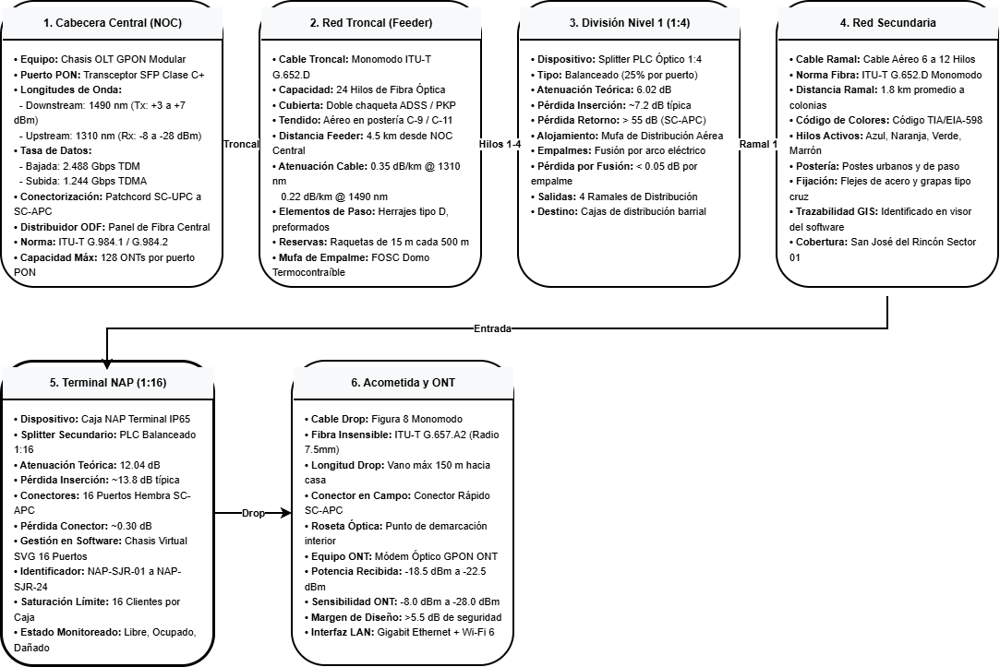 1. Cabecera Central (NOC)
• Equipo: Chasis OLT GPON Modular
• Puerto PON: Transceptor SFP Clase C+
• Longitudes de Onda:
- Downstream: 1490 nm (Tx: +3 a +7
dBm)
- Upstream: 1310 nm (Rx: -8 a -28 dBm)
• Tasa de Datos:
- Bajada: 2.488 Gbps TDM
- Subida: 1.244 Gbps TDMA
• Conectorización: Patchcord SC-UPC a
SC-APC
• Distribuidor ODF: Panel de Fibra Central
• Norma: ITU-T G.984.1 / G.984.2
• Capacidad Máx: 128 ONTs por puerto
PON
Troncal
2. Red Troncal (Feeder)
• Cable Troncal: Monomodo ITU-T
G.652.D
• Capacidad: 24 Hilos de Fibra Óptica
• Cubierta: Doble chaqueta ADSS / PKP
• Tendido: Aéreo en postería C-9 / C-11
• Distancia Feeder: 4.5 km desde NOC
Central
• Atenuación Cable: 0.35 dB/km @ 1310
nm
0.22 dB/km @ 1490 nm
• Elementos de Paso: Herrajes tipo D,
preformados
• Reservas: Raquetas de 15 m cada 500 m
• Mufa de Empalme: FOSC Domo
Termocontraíble
Hilos 1-4
3. División Nivel 1 (1:4)
• Dispositivo: Splitter PLC Óptico 1:4
• Tipo: Balanceado (25% por puerto)
• Atenuación Teórica: 6.02 dB
• Pérdida Inserción: ~7.2 dB típica
• Pérdida Retorno: > 55 dB (SC-APC)
• Alojamiento: Mufa de Distribución Aérea
• Empalmes: Fusión por arco eléctrico
• Pérdida por Fusión: < 0.05 dB por
empalme
• Salidas: 4 Ramales de Distribución
• Destino: Cajas de distribución barrial
Ramal 1
4. Red Secundaria
• Cable Ramal: Cable Aéreo 6 a 12 Hilos
• Norma Fibra: ITU-T G.652.D Monomodo
• Distancia Ramal: 1.8 km promedio a
colonias
• Código de Colores: Código TIA/EIA-598
• Hilos Activos: Azul, Naranja, Verde,
Marrón
• Postería: Postes urbanos y de paso
• Fijación: Flejes de acero y grapas tipo
cruz
• Trazabilidad GIS: Identificado en visor
del software
• Cobertura: San José del Rincón Sector
01
Entrada
5. Terminal NAP (1:16)
• Dispositivo: Caja NAP Terminal IP65
• Splitter Secundario: PLC Balanceado
1:16
• Atenuación Teórica: 12.04 dB
• Pérdida Inserción: ~13.8 dB típica
• Conectores: 16 Puertos Hembra SC-
APC
• Pérdida Conector: ~0.30 dB
• Gestión en Software: Chasis Virtual
SVG 16 Puertos
• Identificador: NAP-SJR-01 a NAP-
SJR-24
• Saturación Límite: 16 Clientes por
Caja
• Estado Monitoreado: Libre, Ocupado,
Dañado
Drop
6. Acometida y ONT
• Cable Drop: Figura 8 Monomodo
• Fibra Insensible: ITU-T G.657.A2 (Radio
7.5mm)
• Longitud Drop: Vano máx 150 m hacia
casa
• Conector en Campo: Conector Rápido
SC-APC
• Roseta Óptica: Punto de demarcación
interior
• Equipo ONT: Módem Óptico GPON ONT
• Potencia Recibida: -18.5 dBm a -22.5
dBm
• Sensibilidad ONT: -8.0 dBm a -28.0 dBm
• Margen de Diseño: >5.5 dB de seguridad
• Interfaz LAN: Gigabit Ethernet + Wi-Fi 6